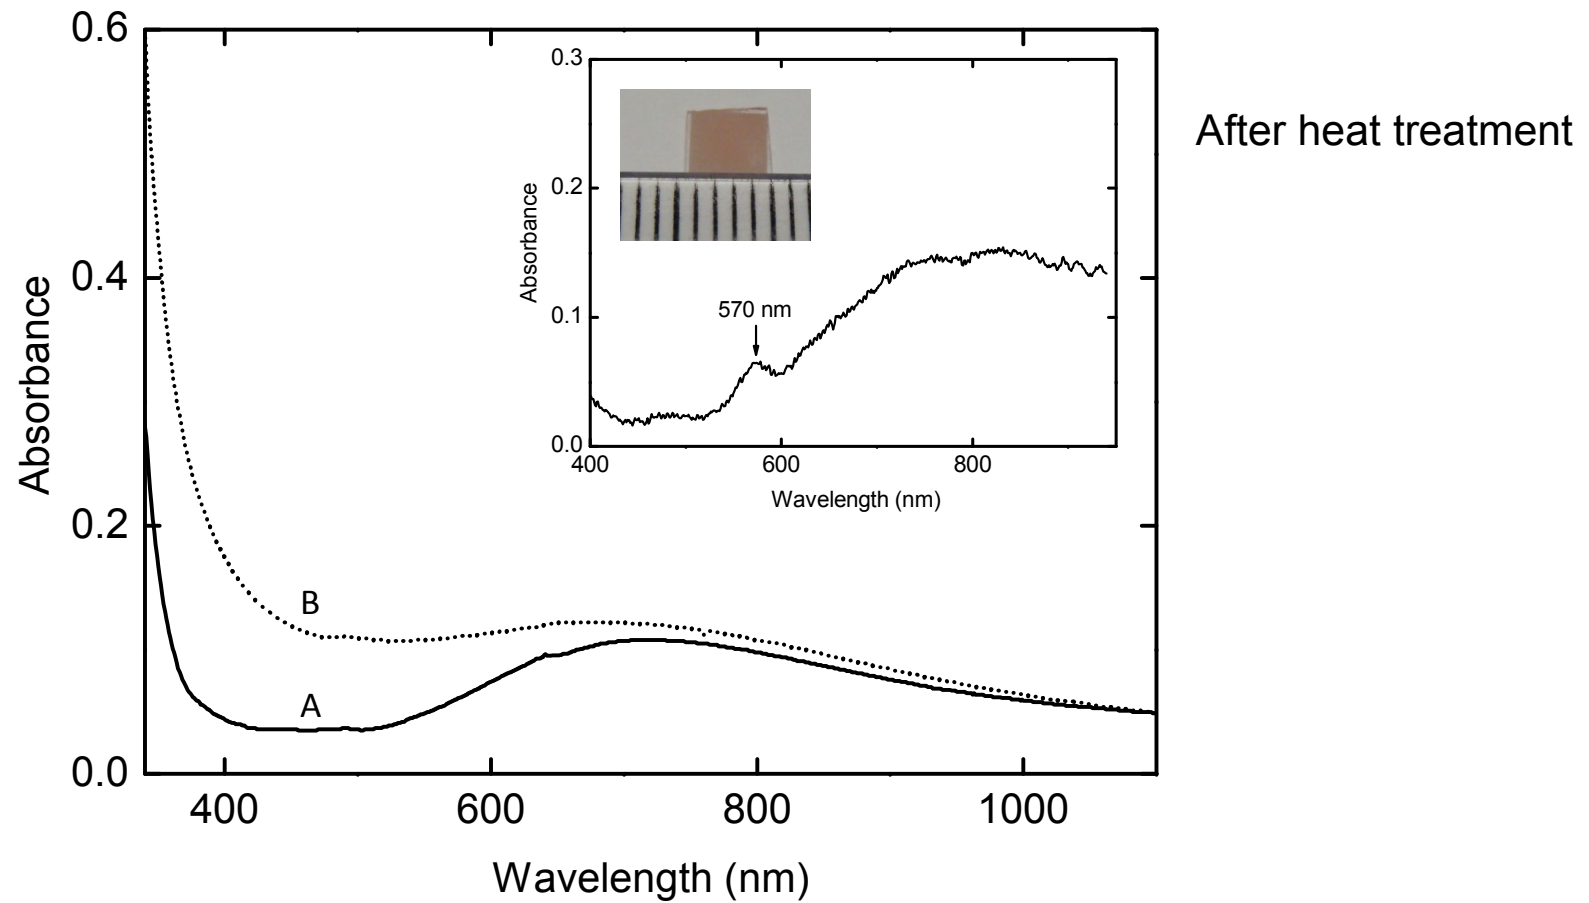 0.6
0.4
0.2
0.0
Absorbance
400 600 800 1000
Wavelength (nm)
B
A
0.3
0.2
0.1
0.0
Absorbance
570 nm
400 600 800
Wavelength (nm)
After heat treatment